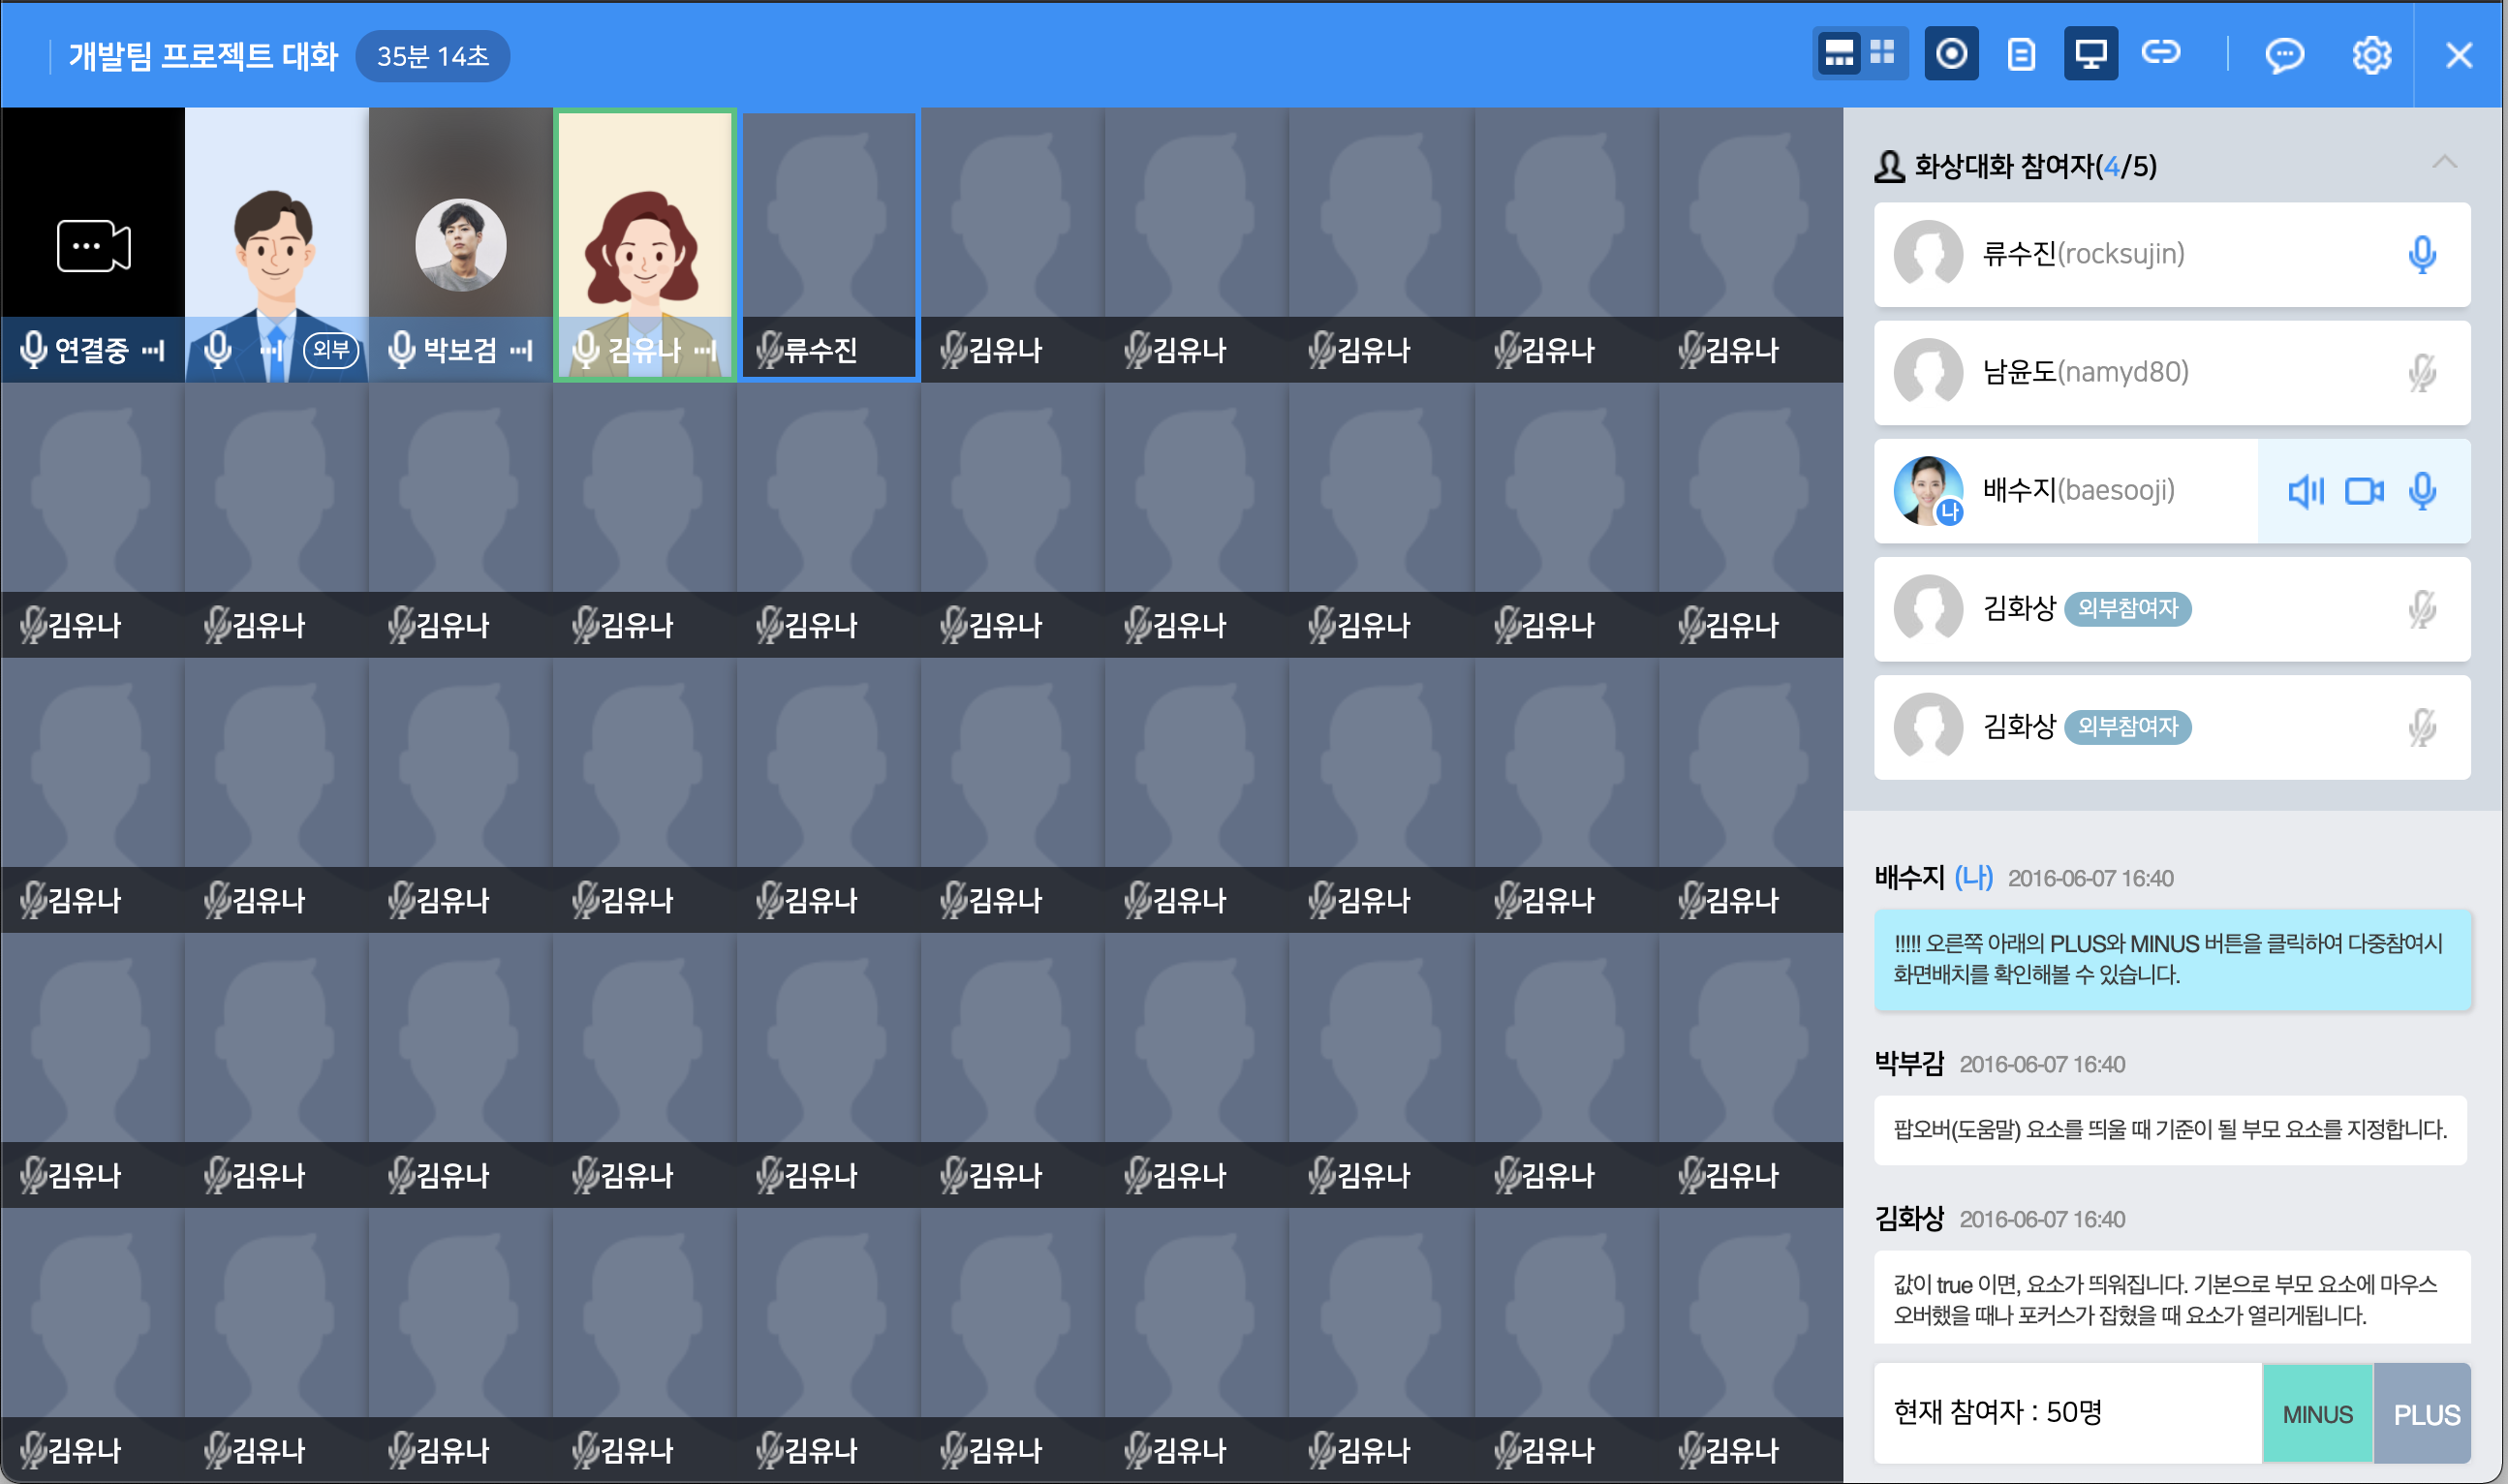 개발팀 프로젝트 대화 35분 14초
연결중 외부 박보검 김유나 류수진 김유나 김유나 김유나 김유나 김유나
김유나 김유나 김유나 김유나 김유나 김유나 김유나 김유나 김유나 김유나
김유나 김유나 김유나 김유나 김유나 김유나 김유나 김유나 김유나 김유나
김유나 김유나 김유나 김유나 김유나 김유나 김유나 김유나 김유나 김유나
김유나 김유나 김유나 김유나 김유나 김유나 김유나 김유나 김유나 김유나
화상대화 참여자(4/5)
류수진(rocksujin)
남윤도(namyd80)
나 배수지(baesooji)
김화상 외부참여자
김화상 외부참여자
배수지 (나) 2016-06-07 16:40
!!!!! 오른쪽 아래의 PLUS와 MINUS 버튼을 클릭하여 다중참여시
화면배치를 확인해볼 수 있습니다.
박부감 2016-06-07 16:40
팝오버(도움말) 요소를 띄울 때 기준이 될 부모 요소를 지정합니다.
김화상 2016-06-07 16:40
값이 true 이면, 요소가 띄워집니다. 기본으로 부모 요소에 마우스
오버했을 때나 포커스가 잡혔을 때 요소가 열리게됩니다.
현재 참여자 : 50명 MINUS PLUS